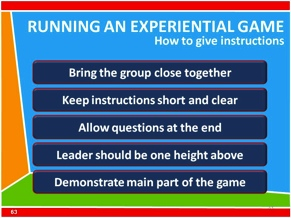 RUNNING AN EXPERIENTIAL GAME
How to give instructions
Bring the group close together
Keep instructions short and clear
Allow questions at the end
Leader should be one height above
Demonstrate main part of the game
63